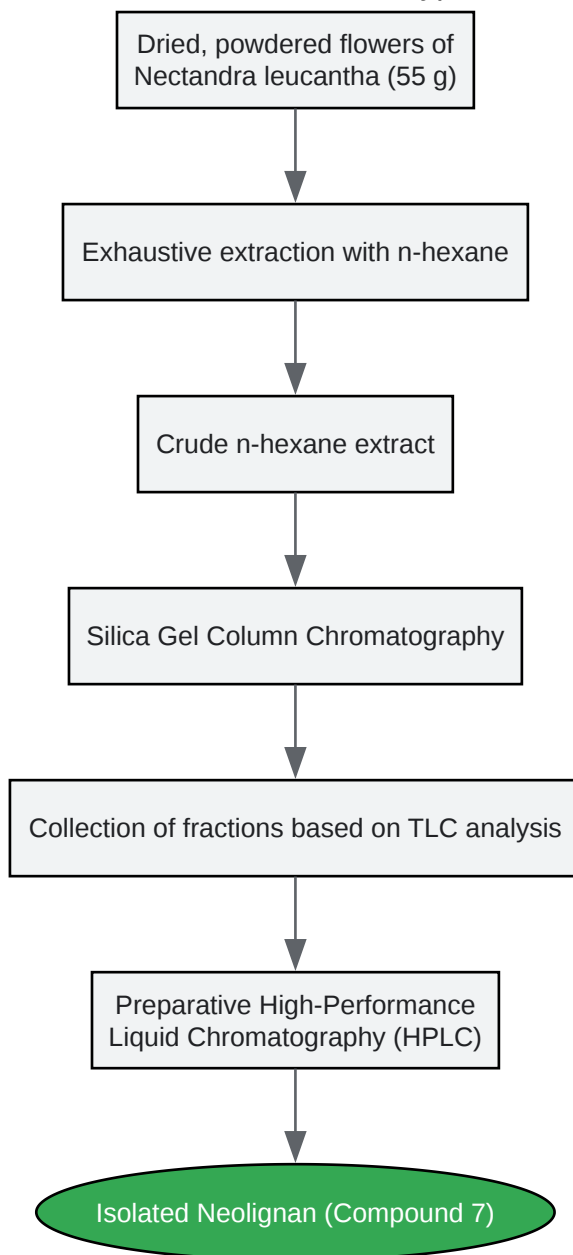 Dried, powdered flowers of
Nectandra leucantha (55 g)
Exhaustive extraction with n-hexane
Crude n-hexane extract
Silica Gel Column Chromatography
Collection of fractions based on TLC analysis
Preparative High-Performance
Liquid Chromatography (HPLC)
Isolated Neolignan (Compound 7)